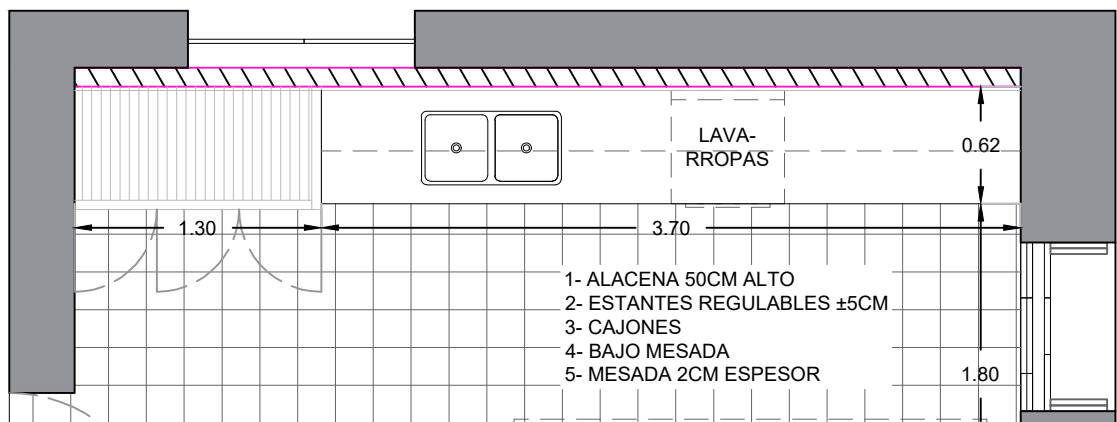 LAVA-
RROPAS
0.62
1.30
3.70
1- ALACENA 50CM ALTO
2- ESTANTES REGULABLES ±5CM
3- CAJONES
4- BAJO MESADA
5- MESADA 2CM ESPESOR
1.80